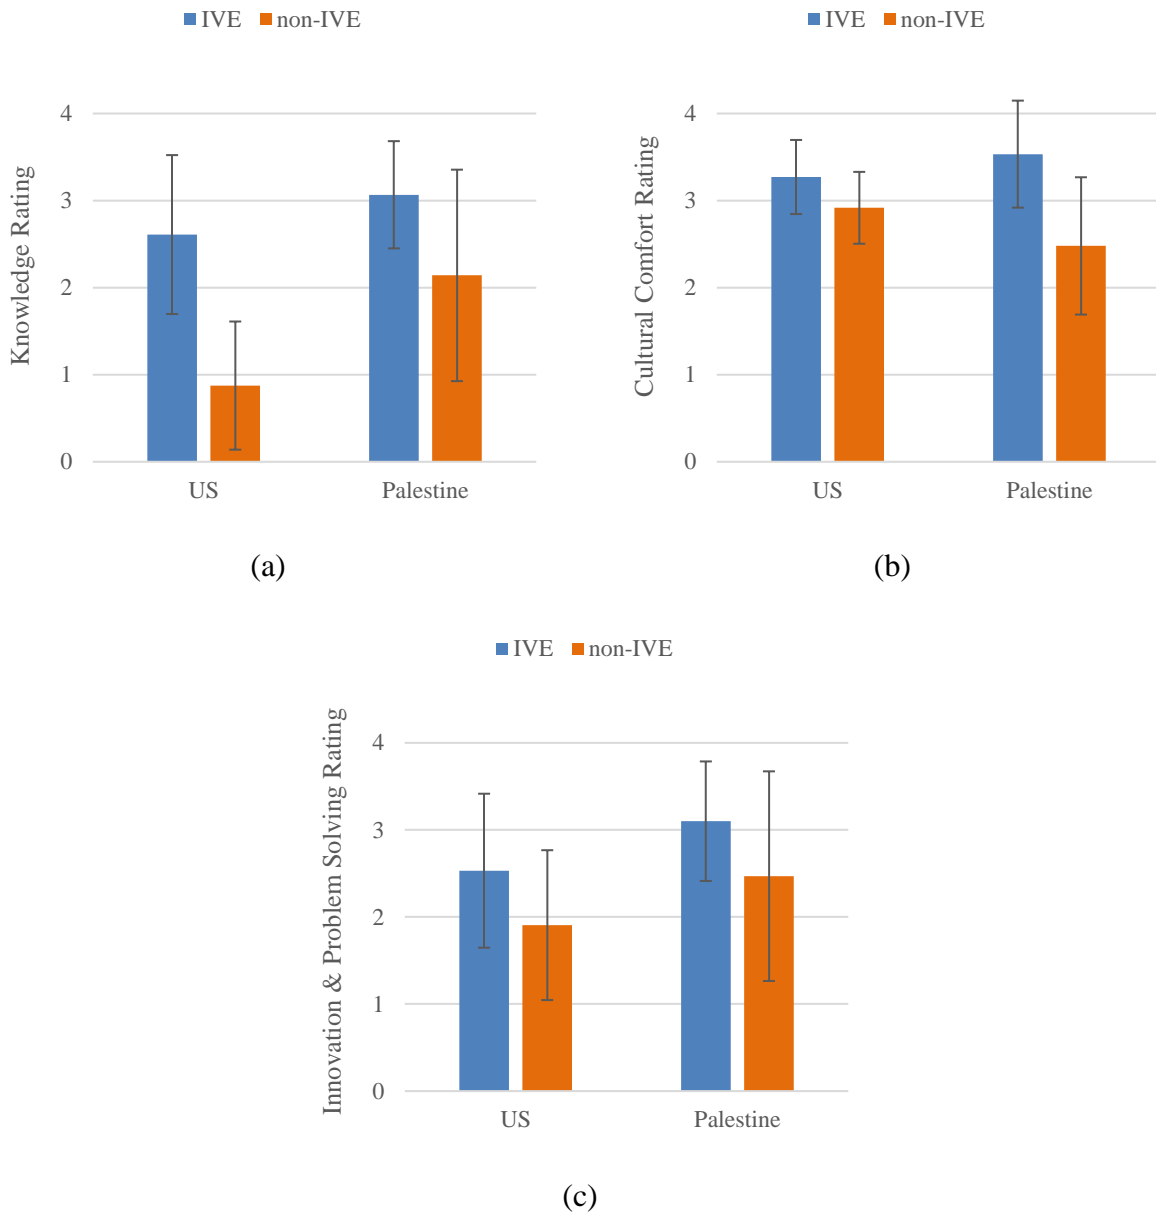 IVE non-IVE
Knowledge Rating
4
3
2
1
0
US Palestine
(a)
IVE non-IVE
Cultural Comfort Rating
4
3
2
1
0
US Palestine
(b)
IVE non-IVE
Innovation & Problem Solving Rating
4
3
2
1
0
US Palestine
(c)